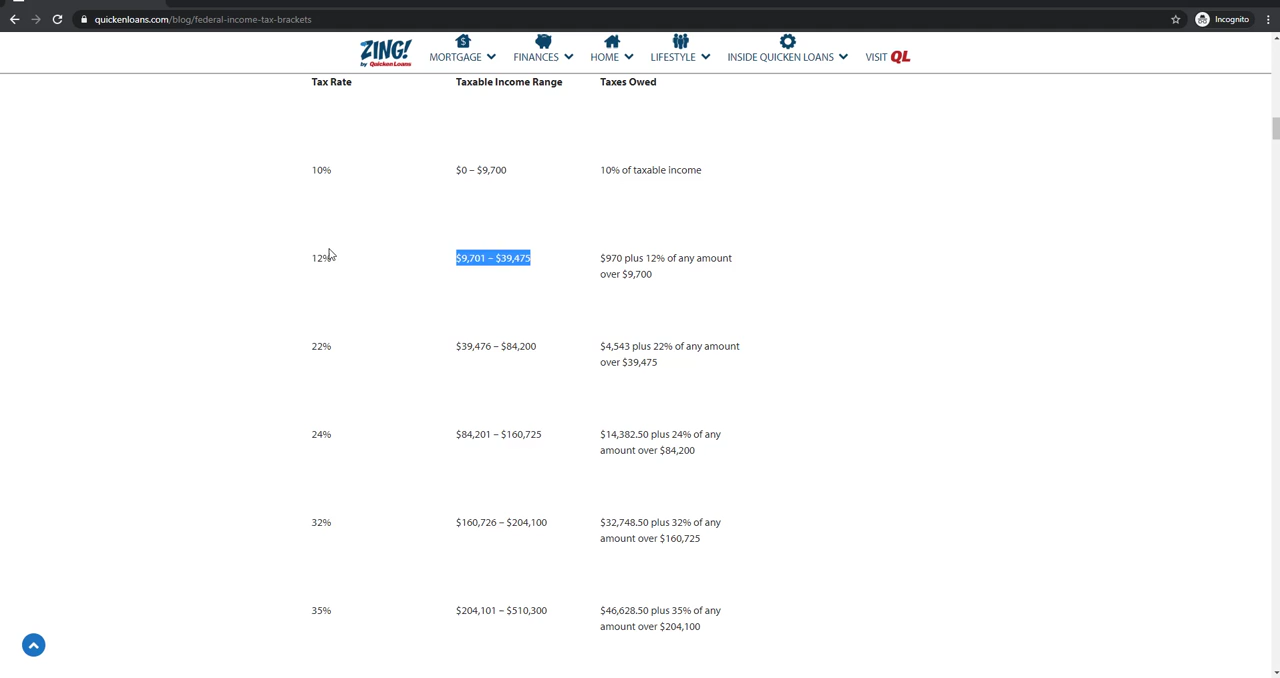 quickenloans.com/blog/federal-income-tax-brackets
Incognito
ZING!
by Quicken Loans
MORTGAGE
FINANCES
HOME
LIFESTYLE
INSIDE QUICKEN LOANS
VISIT QL
Tax Rate Taxable Income Range Taxes Owed
10% $0 – $9,700 10% of taxable income
12% $9,701 – $39,475 $970 plus 12% of any amount
over $9,700
22% $39,476 – $84,200 $4,543 plus 22% of any amount
over $39,475
24% $84,201 – $160,725 $14,382.50 plus 24% of any
amount over $84,200
32% $160,726 – $204,100 $32,748.50 plus 32% of any
amount over $160,725
35% $204,101 – $510,300 $46,628.50 plus 35% of any
amount over $204,100